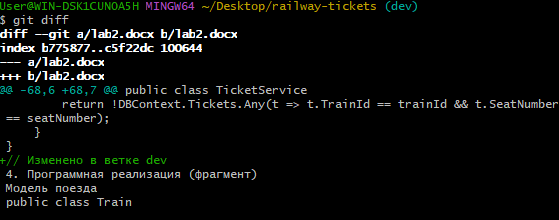 User@WIN-DSK1CUNOA5H MINGW64 ~/Desktop/railway-tickets (dev)
$ git diff
diff --git a/lab2.docx b/lab2.docx
index b775877..c5f22dc 100644
--- a/lab2.docx
+++ b/lab2.docx
@@ -68,6 +68,7 @@ public class TicketService
        return !DBContext.Tickets.Any(t => t.TrainId == trainId && t.SeatNumber
 == seatNumber);
     }
 }
+// Изменено в ветке dev
 4. Программная реализация (фрагмент)
 Модель поезда
 public class Train